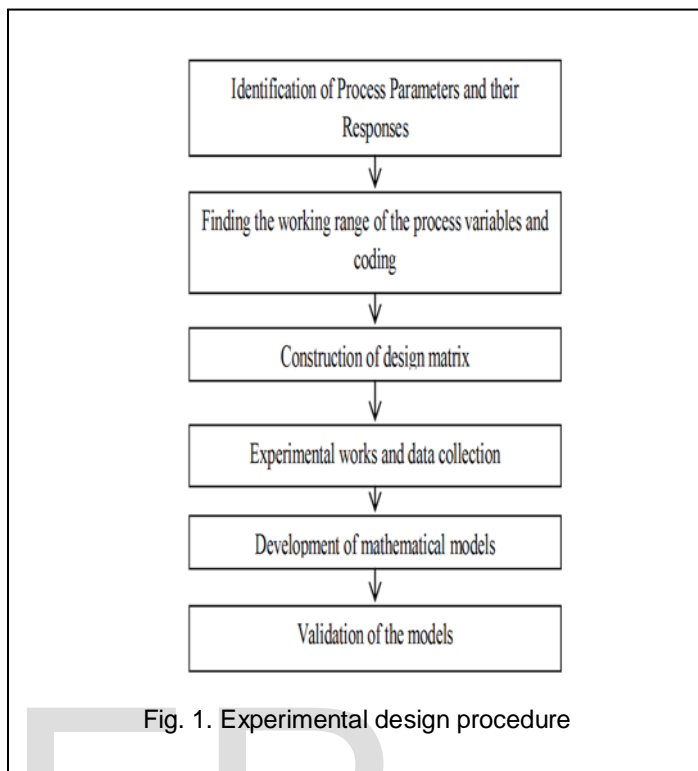 Identification of Process Parameters and their
Responses
Finding the working range of the process variables and
coding
Construction of design matrix
Experimental works and data collection
Development of mathematical models
Validation of the models
Fig. 1. Experimental design procedure